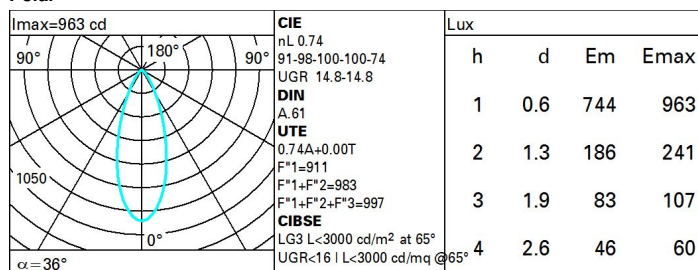 Imax=963 cd
90° 180° 90°
1050
0°
α=36°
CIE
nL 0.74
91-98-100-100-74
UGR 14.8-14.8
DIN
A.61
UTE
0.74A+0.00T
F"1=911
F"1+F"2=983
F"1+F"2+F"3=997
CIBSE
LG3 L<3000 cd/m² at 65°
UGR<16 | L<3000 cd/mq @65°
Lux
h d Em Emax
1 0.6 744 963
2 1.3 186 241
3 1.9 83 107
4 2.6 46 60